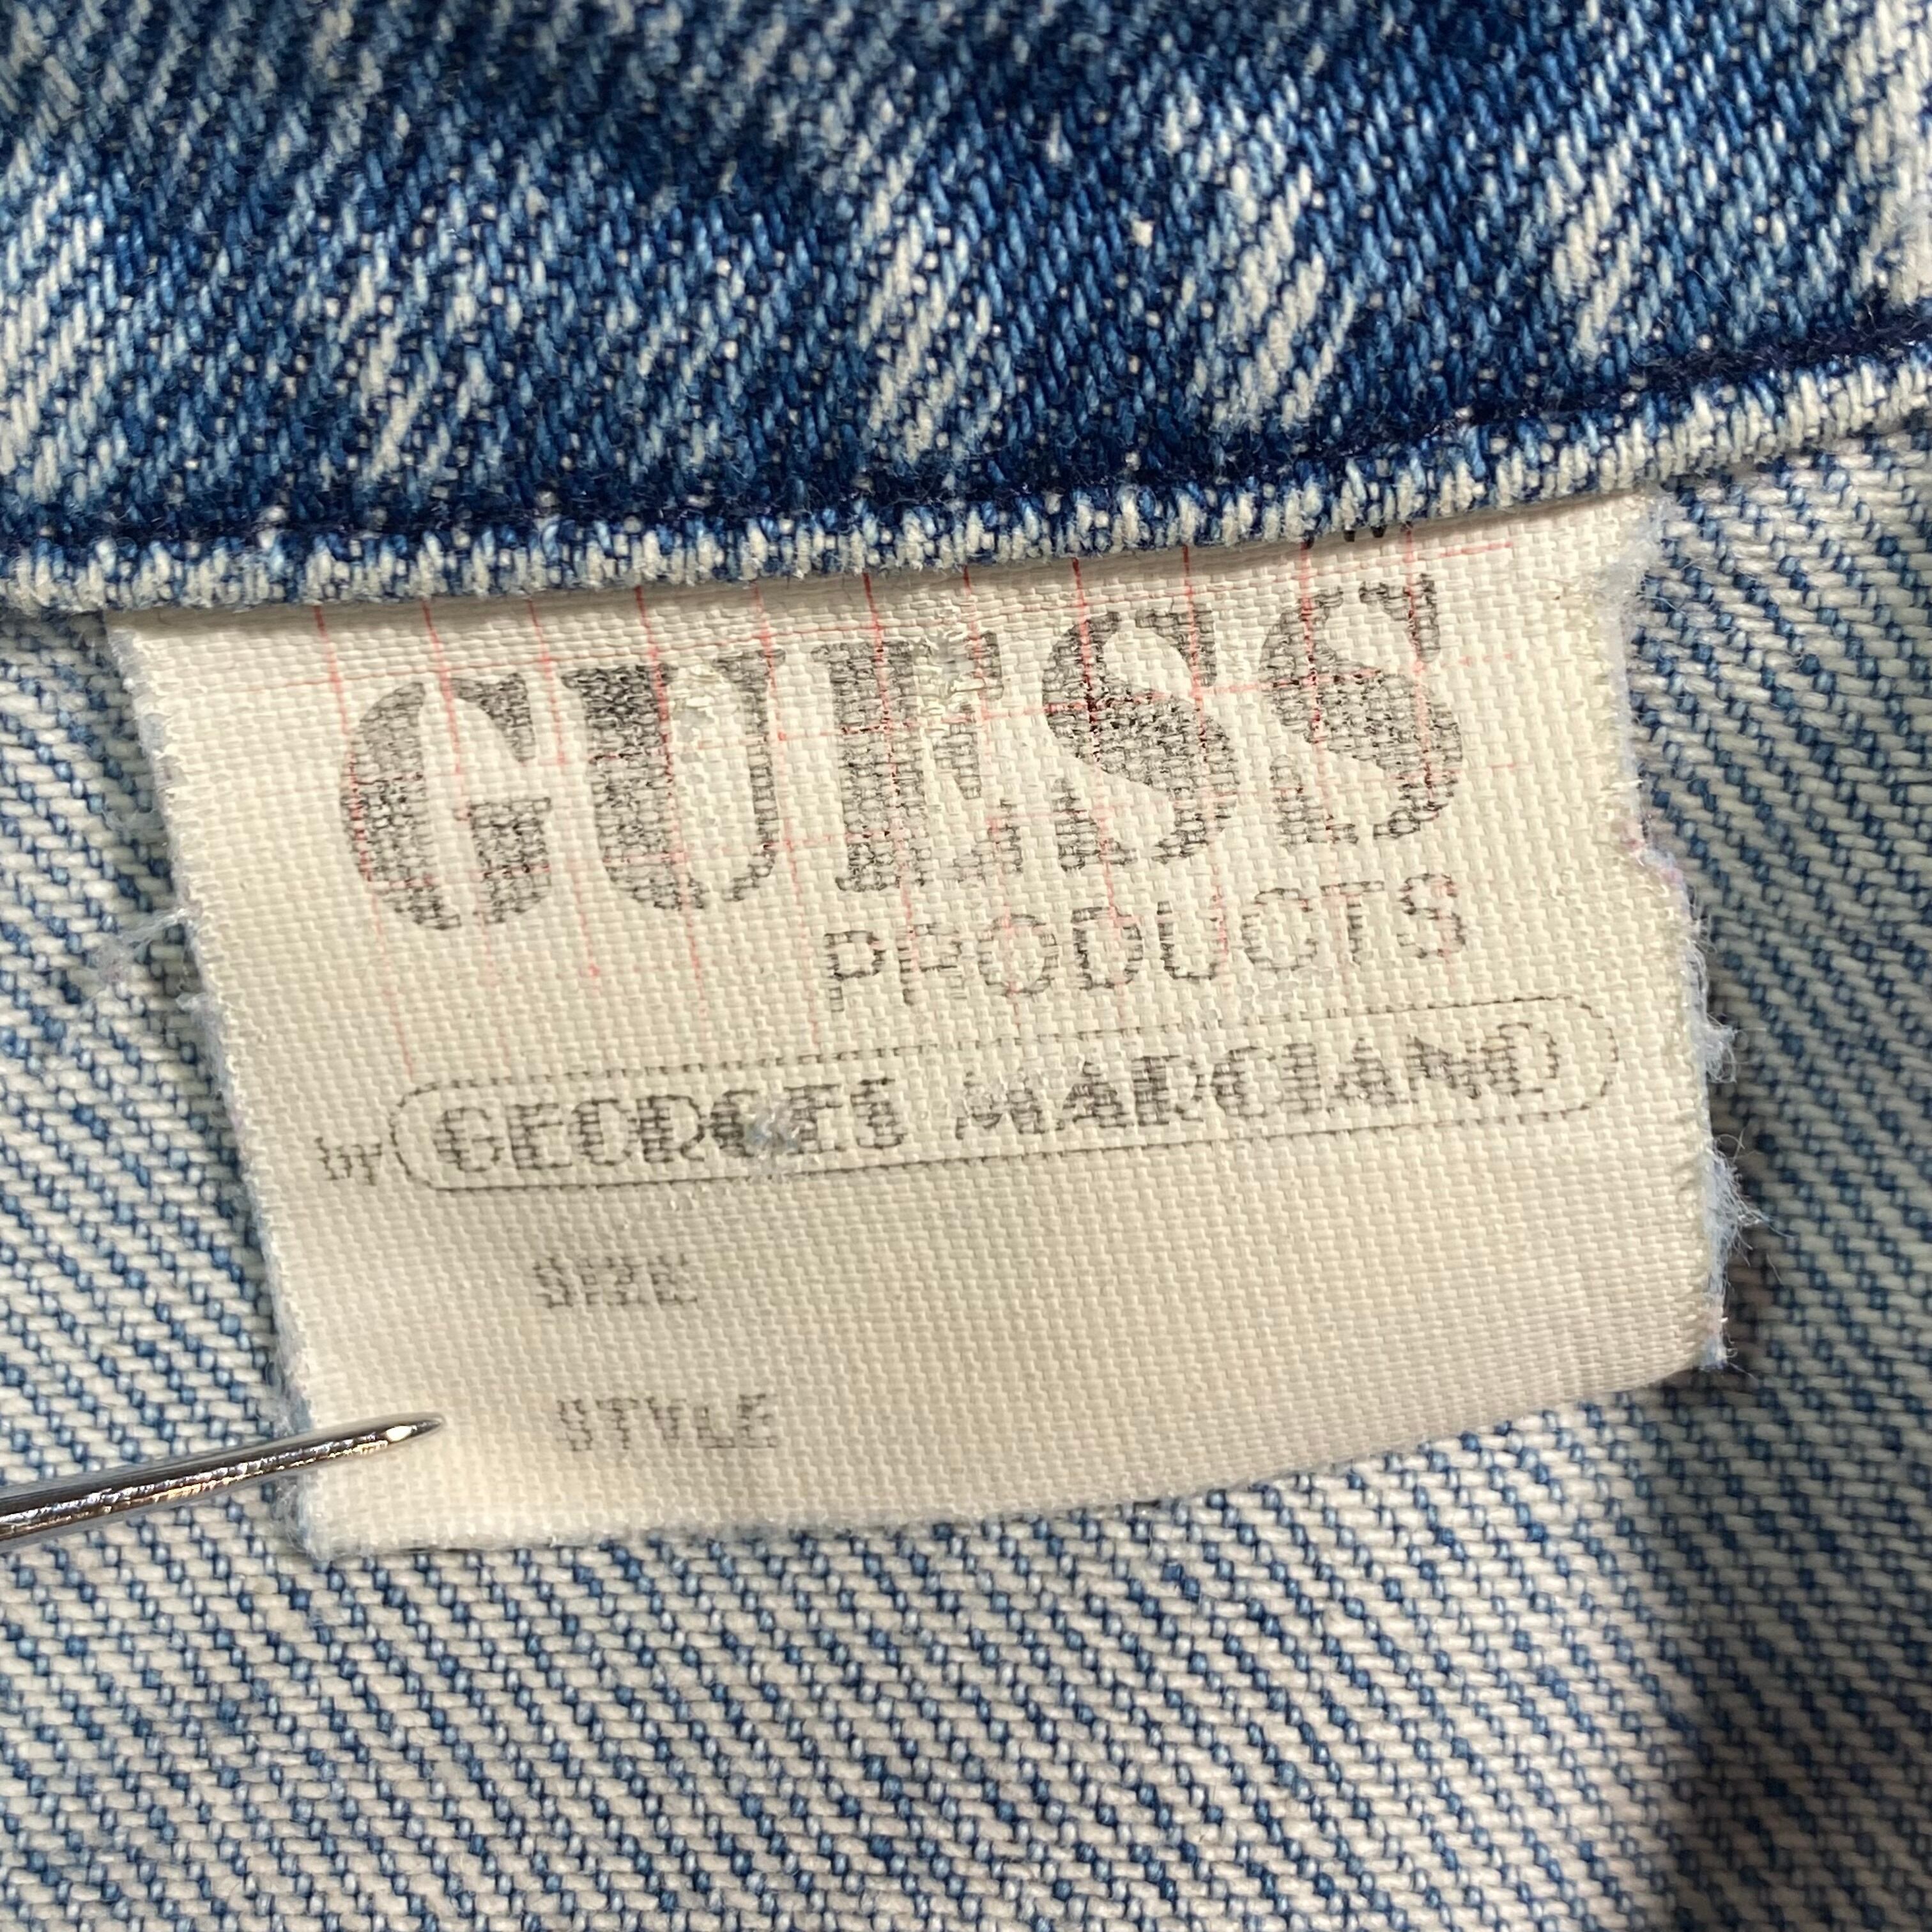 GUESS
PRODUCTS
by GEORGES MARCIANO
SIZE
STYLE